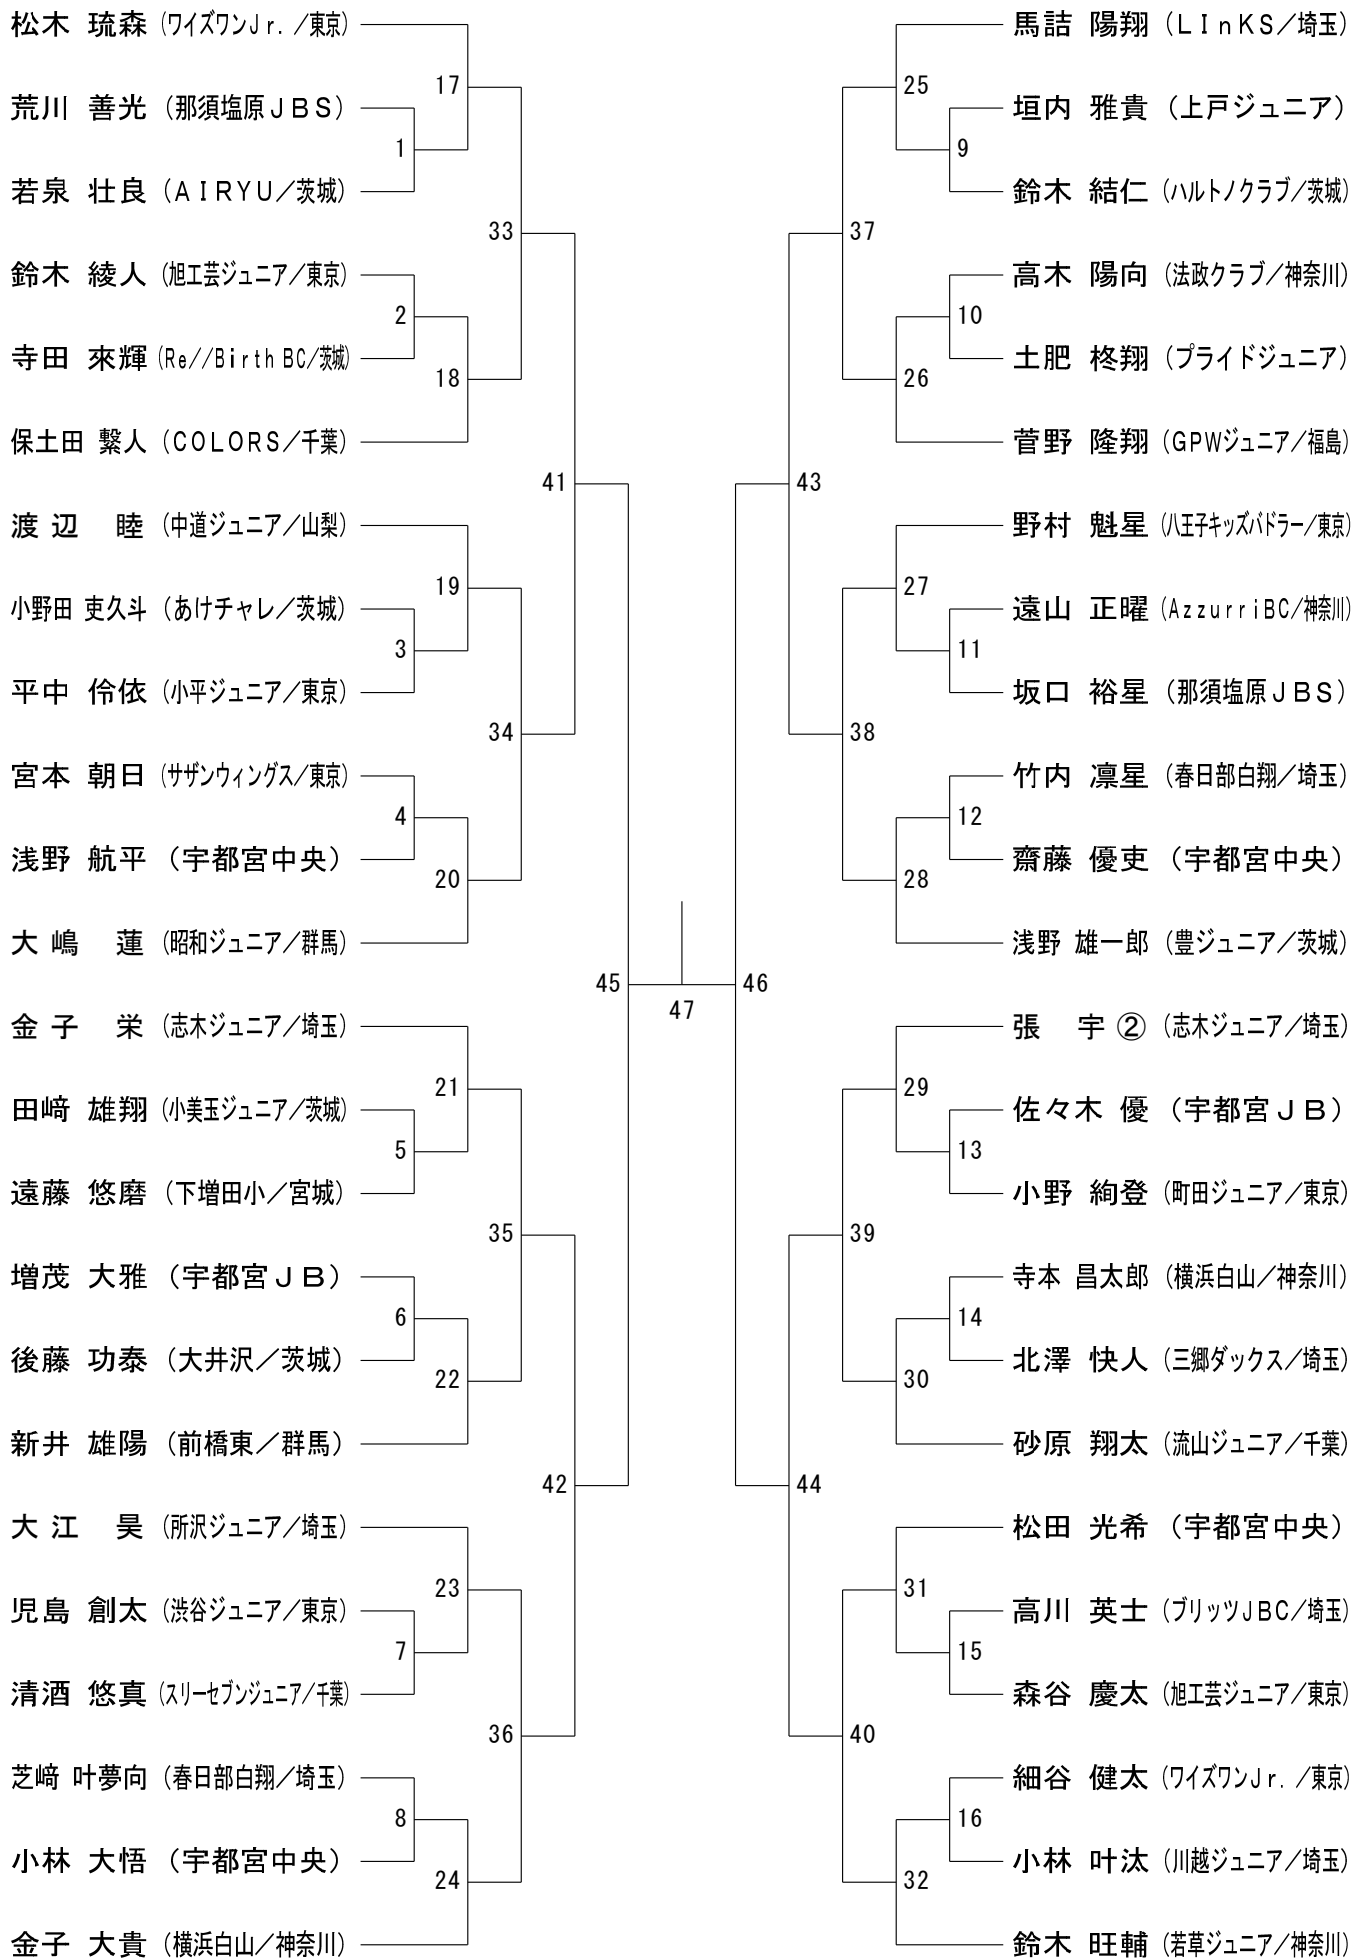 松木 琉森 (ワイズワンＪｒ.／東京)
17
荒川 善光 (那須塩原ＪＢＳ)
1
若泉 壮良 (ＡＩＲＹＵ／茨城)
33
鈴木 綾人 (旭工芸ジュニア／東京)
2
寺田 來輝 (Re//Birth BC／茨城)
18
保土田 繋人 (ＣＯＬＯＲＳ／千葉)
41
渡辺 睦 (中道ジュニア／山梨)
19
小野田 吏久斗 (あけチャレ／茨城)
3
平中 伶依 (小平ジュニア／東京)
34
宮本 朝日 (サザンウィングス／東京)
4
浅野 航平 (宇都宮中央)
20
大嶋 蓮 (昭和ジュニア／群馬)
45
金子 栄 (志木ジュニア／埼玉)
21
田﨑 雄翔 (小美玉ジュニア／茨城)
5
遠藤 悠磨 (下増田小／宮城)
35
増茂 大雅 (宇都宮ＪＢ)
6
後藤 功泰 (大井沢／茨城)
22
新井 雄陽 (前橋東／群馬)
42
大江 昊 (所沢ジュニア／埼玉)
23
児島 創太 (渋谷ジュニア／東京)
7
清酒 悠真 (スリーセブンジュニア／千葉)
36
芝﨑 叶夢向 (春日部白翔／埼玉)
8
小林 大悟 (宇都宮中央)
24
金子 大貴 (横浜白山／神奈川)
47
馬詰 陽翔 (ＬＩｎＫＳ／埼玉)
25
垣内 雅貴 (上戸ジュニア)
9
鈴木 結仁 (ハルトノクラブ／茨城)
37
高木 陽向 (法政クラブ／神奈川)
10
土肥 柊翔 (プライドジュニア)
26
菅野 隆翔 (GPWジュニア／福島)
43
野村 魁星 (八王子キッズバドラー／東京)
27
遠山 正曜 (AzzurriBC／神奈川)
11
坂口 裕星 (那須塩原ＪＢＳ)
38
竹内 凛星 (春日部白翔／埼玉)
12
齋藤 優吏 (宇都宮中央)
28
浅野 雄一郎 (豊ジュニア／茨城)
46
張 宇② (志木ジュニア／埼玉)
29
佐々木 優 (宇都宮ＪＢ)
13
小野 絢登 (町田ジュニア／東京)
39
寺本 昌太郎 (横浜白山／神奈川)
14
北澤 快人 (三郷ダックス／埼玉)
30
砂原 翔太 (流山ジュニア／千葉)
44
松田 光希 (宇都宮中央)
31
高川 英士 (ブリッツJBC／埼玉)
15
森谷 慶太 (旭工芸ジュニア／東京)
40
細谷 健太 (ワイズワンＪｒ.／東京)
16
小林 叶汰 (川越ジュニア／埼玉)
32
鈴木 旺輔 (若草ジュニア／神奈川)